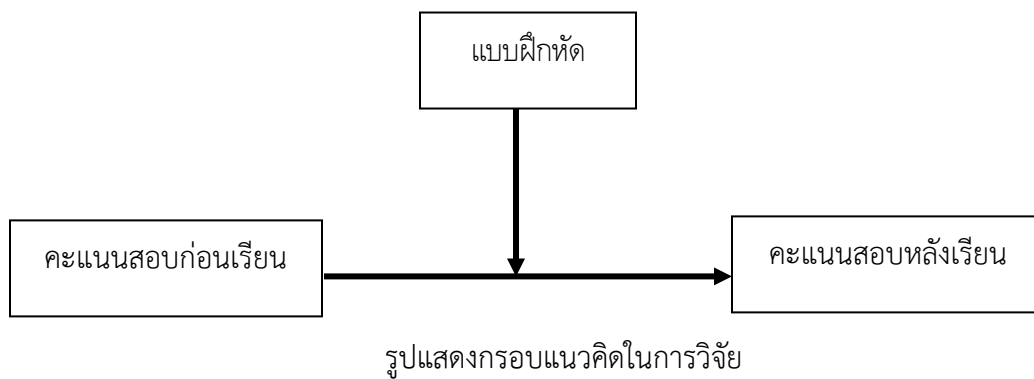 แบบฝึกหัด
คะแนนสอบก่อนเรียน
คะแนนสอบหลังเรียน
รูปแสดงกรอบแนวคิดในการวิจัย